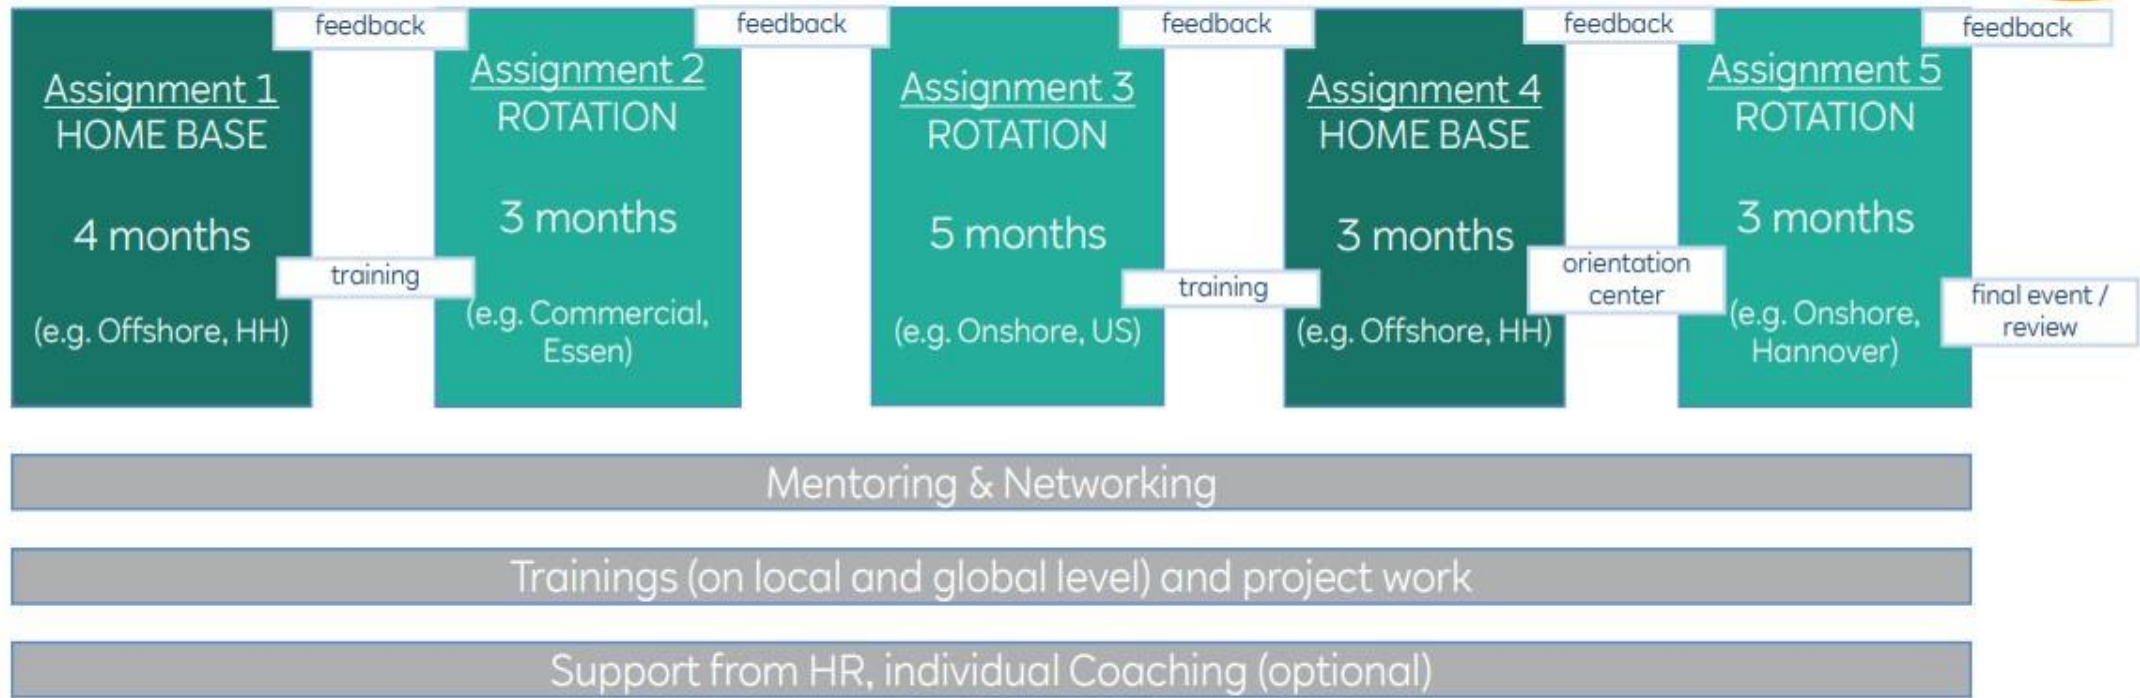 Assignment 1
HOME BASE
4 months
(e.g. Offshore, HH)
feedback
training
Assignment 2
ROTATION
3 months
(e.g. Commercial,
Essen)
feedback
Assignment 3
ROTATION
5 months
(e.g. Onshore, US)
feedback
training
Assignment 4
HOME BASE
3 months
(e.g. Offshore, HH)
feedback
orientation
center
Assignment 5
ROTATION
3 months
(e.g. Onshore,
Hannover)
feedback
final event /
review
Mentoring & Networking
Trainings (on local and global level) and project work
Support from HR, individual Coaching (optional)